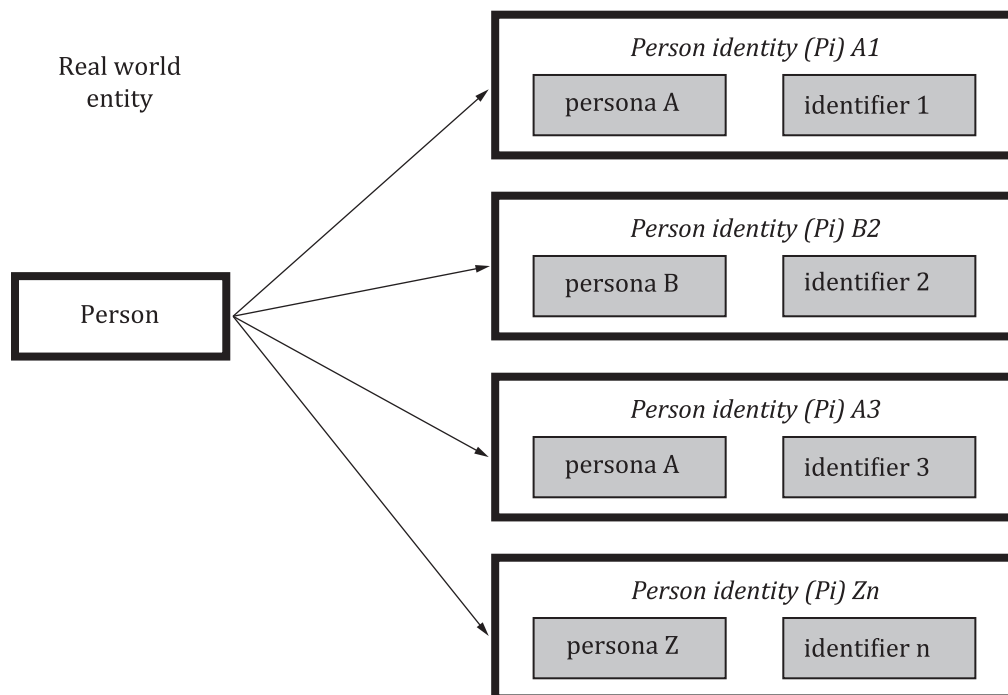 Real world
entity
Person
Person identity (Pi) A1
persona A
identifier 1
Person identity (Pi) B2
persona B
identifier 2
Person identity (Pi) A3
persona A
identifier 3
Person identity (Pi) Zn
persona Z
identifier n